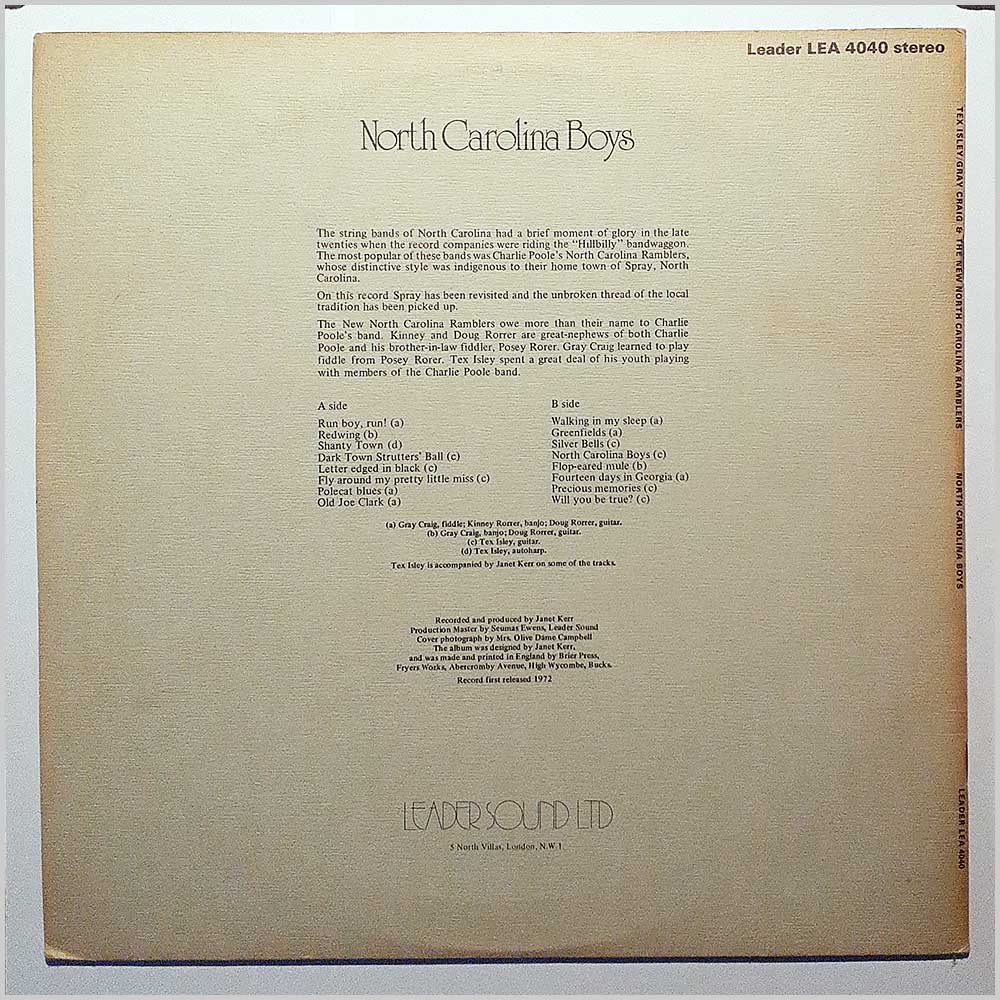 Leader LEA 4040 stereo
North Carolina Boys
The string bands of North Carolina had a brief moment of glory in the late
twenties when the record companies were riding the "Hillbilly" bandwaggon.
The most popular of these bands was Charlie Poole's North Carolina Ramblers,
whose distinctive style was indigenous to their home town of Spray, North
Carolina.
On this record Spray has been revisited and the unbroken thread of the local
tradition has been picked up.
The New North Carolina Ramblers owe more than their name to Charlie
Poole's band. Kinney and Doug Rorrer are great-nephews of both Charlie
Poole and his brother-in-law fiddler, Posey Rorer. Gray Craig learned to play
fiddle from Posey Rorer. Tex Isley spent a great deal of his youth playing
with members of the Charlie Poole band.
A side
Run boy, run! (a)
Redwing (b)
Shanty Town (d)
Dark Town Strutters' Ball (c)
Letter edged in black (c)
Fly around my pretty little miss (c)
Polecat blues (a)
Old Joe Clark (a)
B side
Walking in my sleep (a)
Greenfields (a)
Silver Bells (c)
North Carolina Boys (c)
Flop-eared mule (b)
Fourteen days in Georgia (a)
Precious memories (c)
Will you be true? (c)
(a) Gray Craig, fiddle; Kinney Rorrer, banjo; Doug Rorrer, guitar.
(b) Gray Craig, banjo; Doug Rorrer, guitar.
(c) Tex Isley, guitar.
(d) Tex Isley, autoharp.
Tex Isley is accompanied by Janet Kerr on some of the tracks.
Recorded and produced by Janet Kerr
Production Master by Seumas Ewens, Leader Sound
Cover photograph by Mrs. Olive Dame Campbell
The album was designed by Janet Kerr,
and was made and printed in England by Brier Press,
Fryers Works, Abercromby Avenue, High Wycombe, Bucks.
Record first released 1972
LEADER SOUND LTD
5 North Villas, London, N.W.1.
TEX ISLEY/GRAY CRAIG & THE NEW NORTH CAROLINA RAMBLERS
NORTH CAROLINA BOYS
LEADER LEA 4040